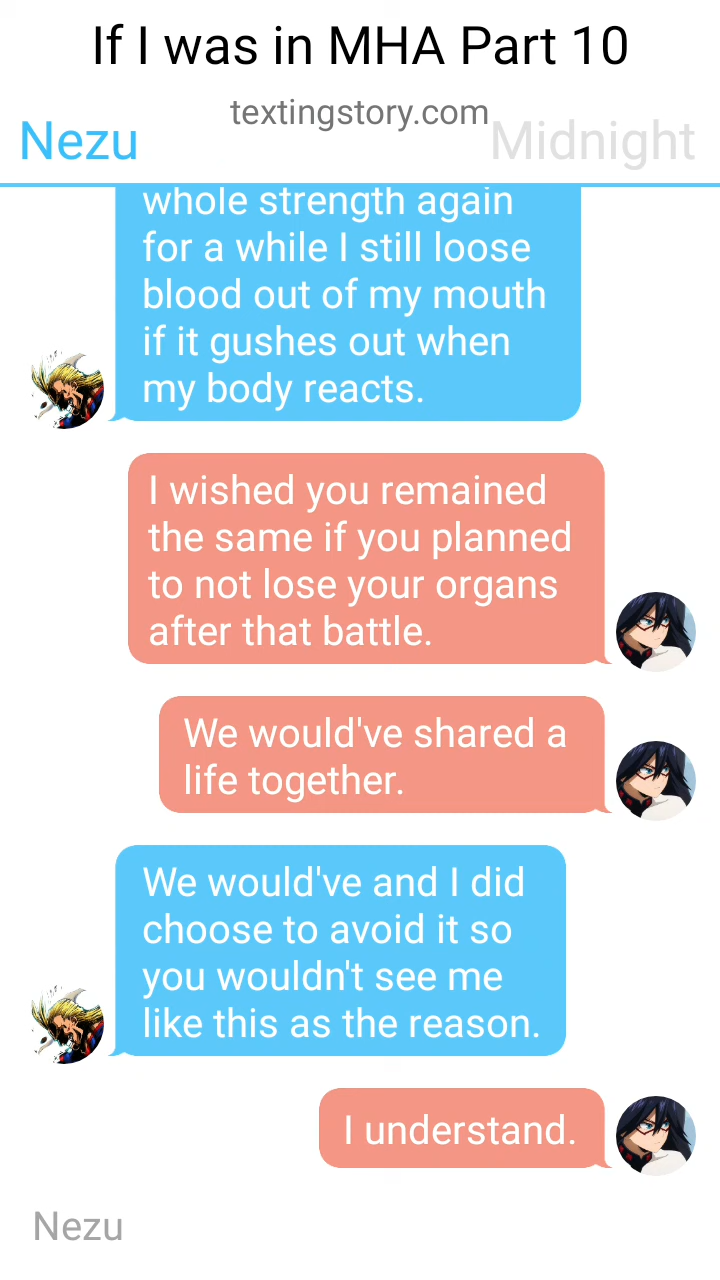 If I was in MHA Part 10
textingstory.com
Nezu
Midnight
whole strength again
for a while I still loose
blood out of my mouth
if it gushes out when
my body reacts.
I wished you remained
the same if you planned
to not lose your organs
after that battle.
We would've shared a
life together.
We would've and I did
choose to avoid it so
you wouldn't see me
like this as the reason.
I understand.
Nezu